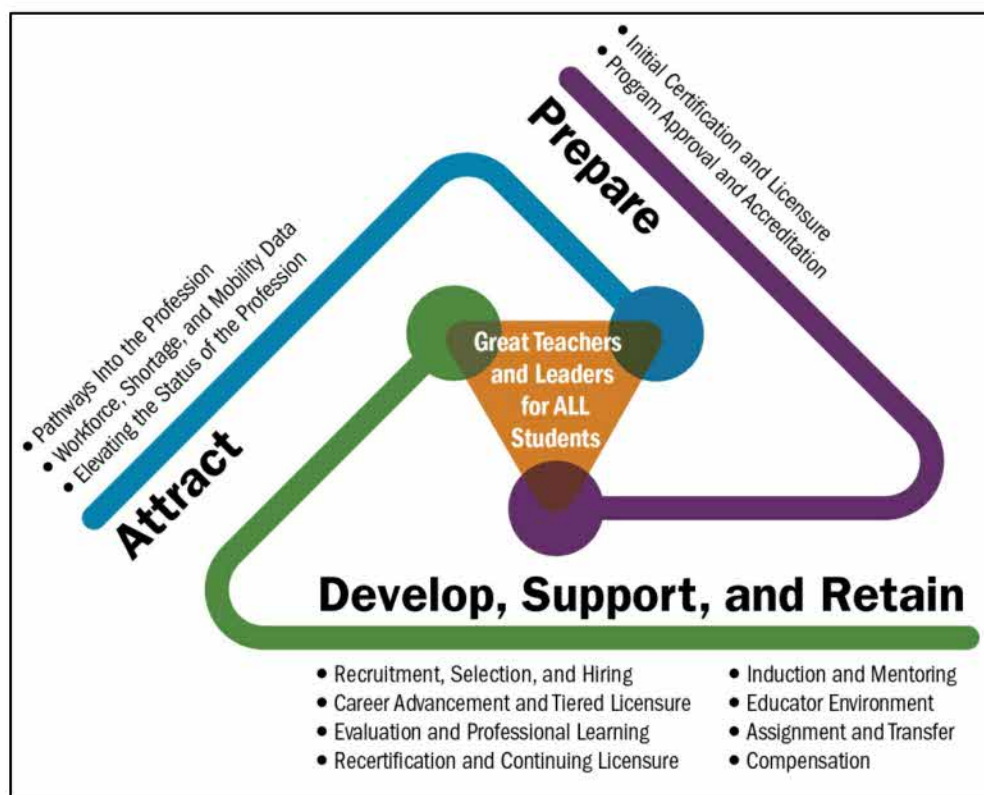 Attract
• Pathways Into the Profession
• Workforce, Shortage, and Mobility Data
• Elevating the Status of the Profession
Prepare
• Initial Certification and Licensure
• Program Approval and Accreditation
Great Teachers
and Leaders
for ALL
Students
Develop, Support, and Retain
• Recruitment, Selection, and Hiring
• Career Advancement and Tiered Licensure
• Evaluation and Professional Learning
• Recertification and Continuing Licensure
• Induction and Mentoring
• Educator Environment
• Assignment and Transfer
• Compensation